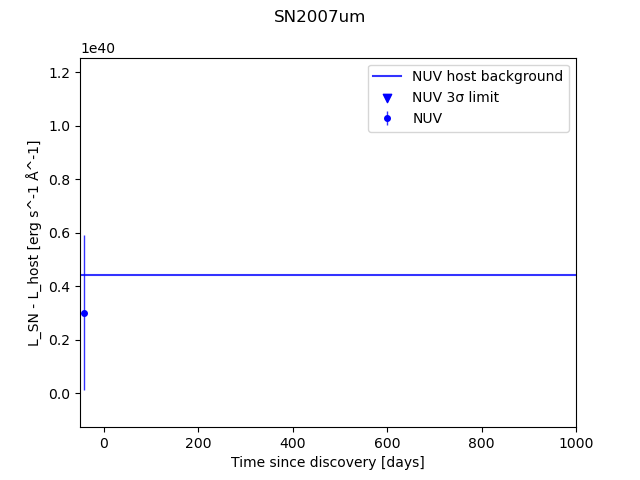 SN2007um
1e40
NUV host background
NUV 3σ limit
NUV
1.2
1.0
0.8
0.6
0.4
0.2
0.0
L_SN - L_host [erg s^-1 Å^-1]
0 200 400 600 800 1000
Time since discovery [days]